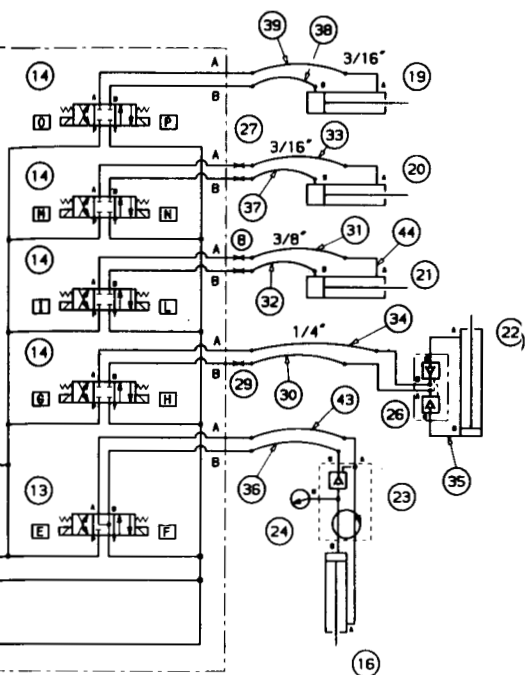 39 38
14 A 3/16" 19
A B
O P B
27 33
14 A 3/16" 20
A B
M N B 37
14 A 8 3/8" 31 44
A B
I L B 32 21
14 1/4" 34 22
A A
A B B 29 30 B
G H A 26
B
43 A B 35
A
B 36
13 B A 23
A B B
E F 24
B
A
16